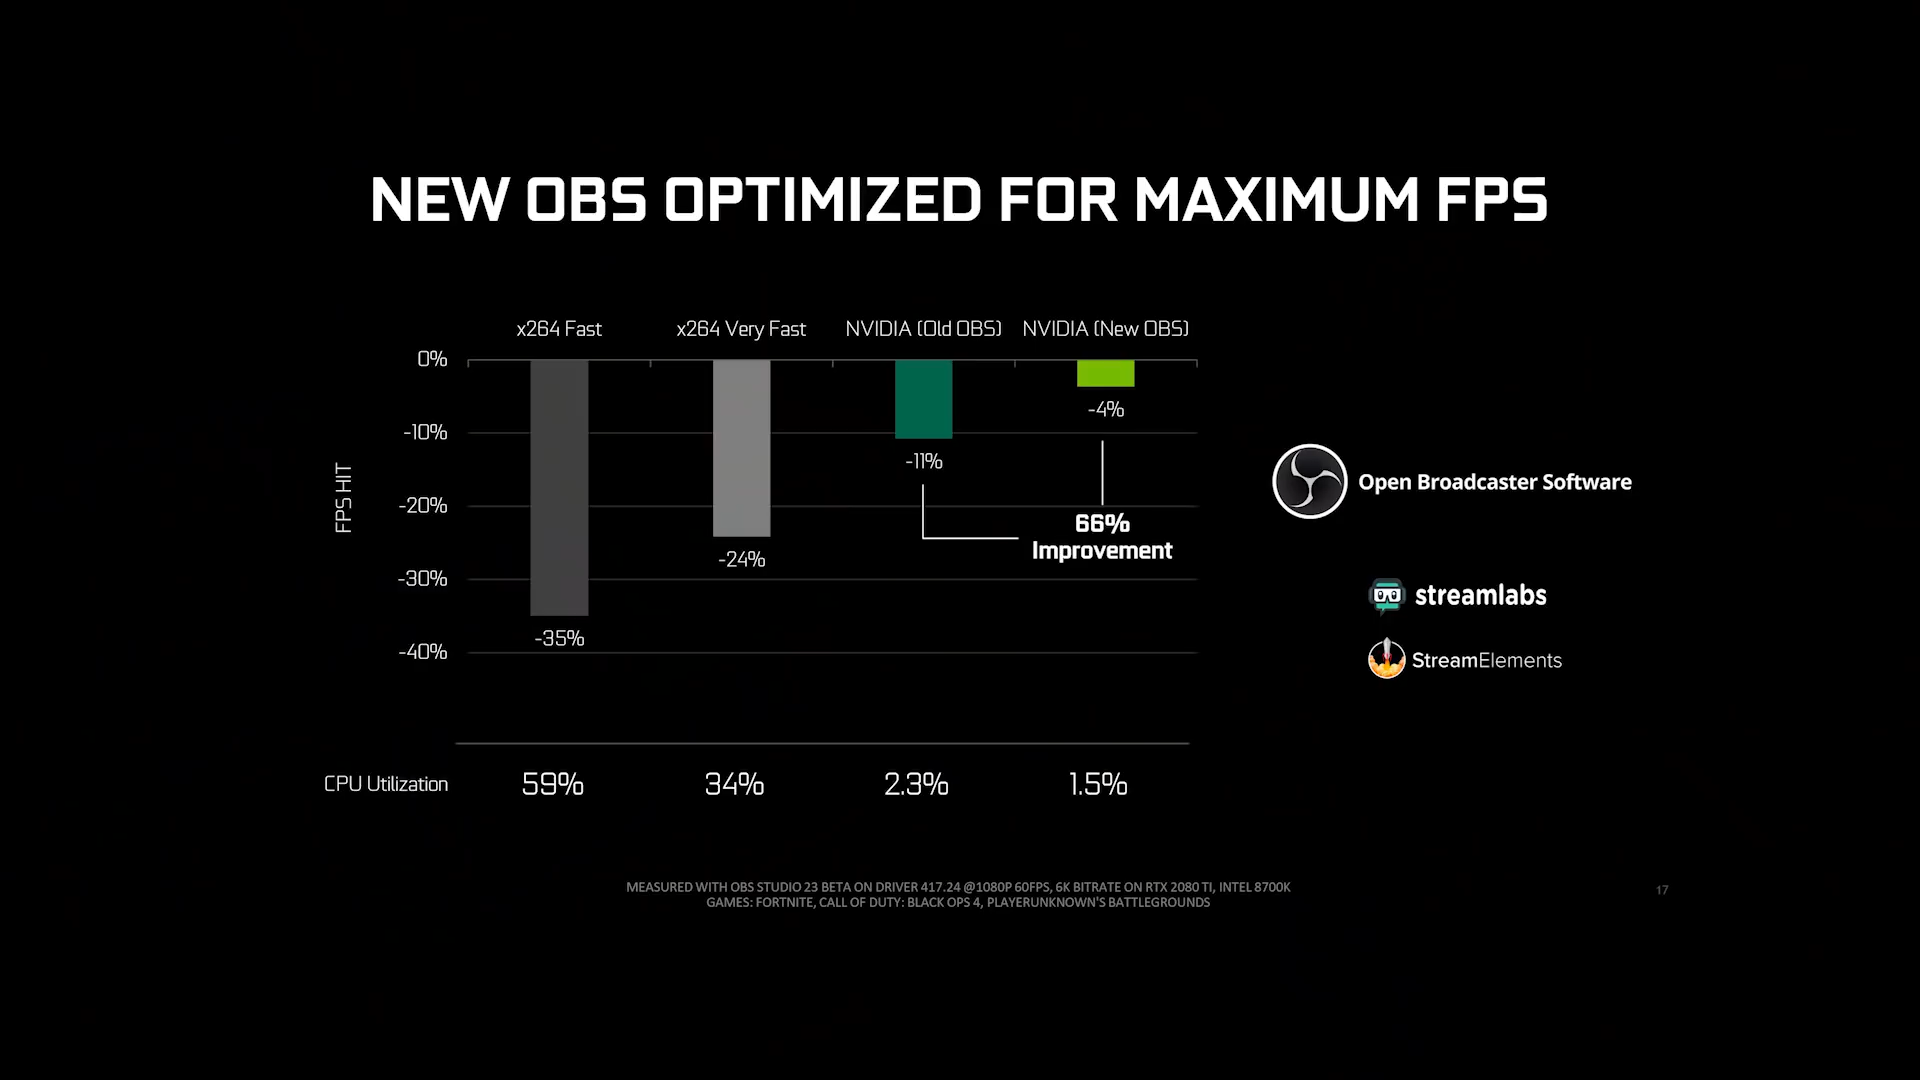 NEW OBS OPTIMIZED FOR MAXIMUM FPS
x264 Fast
x264 Very Fast
NVIDIA (Old OBS)
NVIDIA (New OBS)
0%
-10%
-20%
-30%
-40%
FPS HIT
-35%
-24%
-11%
-4%
66%
Improvement
Open Broadcaster Software
streamlabs
StreamElements
CPU Utilization
59%
34%
2.3%
1.5%
MEASURED WITH OBS STUDIO 23 BETA ON DRIVER 417.24 @1080P 60FPS, 6K BITRATE ON RTX 2080 TI, INTEL 8700K
GAMES: FORTNITE, CALL OF DUTY: BLACK OPS 4, PLAYERUNKNOWN'S BATTLEGROUNDS
17